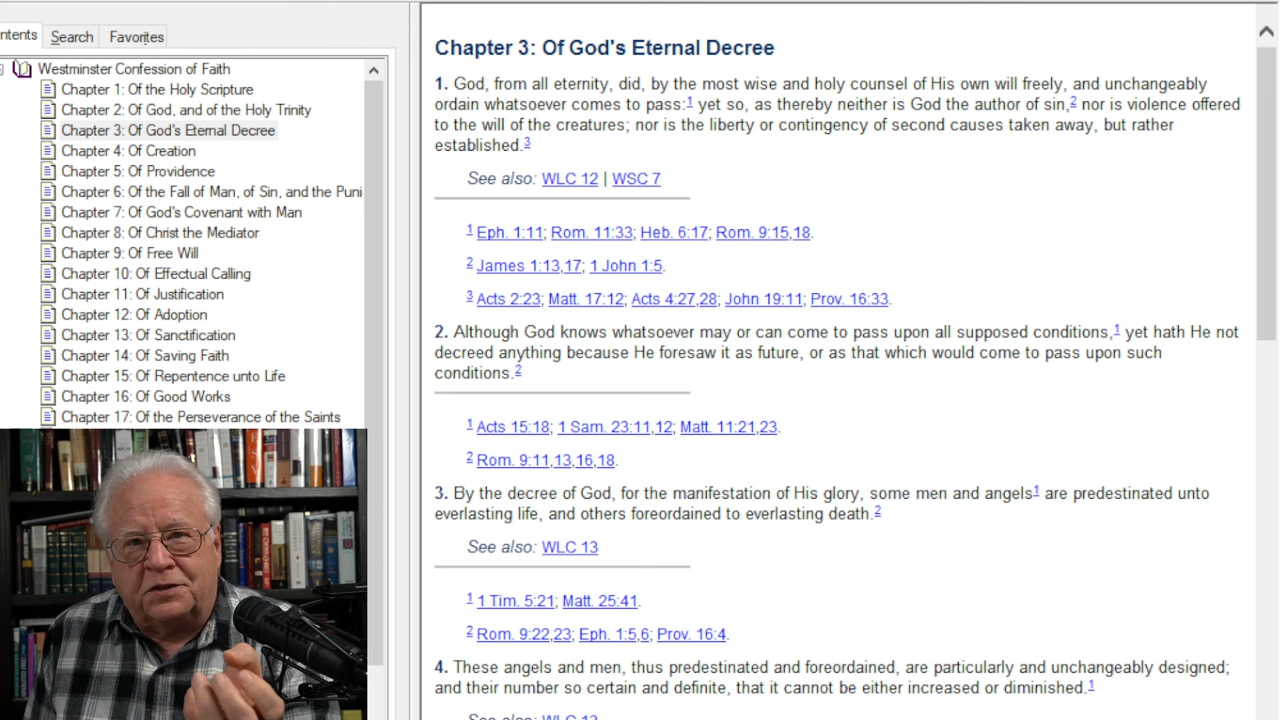 ntents Search Favorites
Westminster Confession of Faith
Chapter 1: Of the Holy Scripture
Chapter 2: Of God, and of the Holy Trinity
Chapter 3: Of God's Eternal Decree
Chapter 4: Of Creation
Chapter 5: Of Providence
Chapter 6: Of the Fall of Man, of Sin, and the Puni
Chapter 7: Of God's Covenant with Man
Chapter 8: Of Christ the Mediator
Chapter 9: Of Free Will
Chapter 10: Of Effectual Calling
Chapter 11: Of Justification
Chapter 12: Of Adoption
Chapter 13: Of Sanctification
Chapter 14: Of Saving Faith
Chapter 15: Of Repentence unto Life
Chapter 16: Of Good Works
Chapter 17: Of the Perseverance of the Saints
Chapter 3: Of God's Eternal Decree
1. God, from all eternity, did, by the most wise and holy counsel of His own will freely, and unchangeably
ordain whatsoever comes to pass:1 yet so, as thereby neither is God the author of sin,2 nor is violence offered
to the will of the creatures; nor is the liberty or contingency of second causes taken away, but rather
established.3
See also: WLC 12 | WSC 7
1 Eph. 1:11; Rom. 11:33; Heb. 6:17; Rom. 9:15,18.
2 James 1:13,17; 1 John 1:5.
3 Acts 2:23; Matt. 17:12; Acts 4:27,28; John 19:11; Prov. 16:33.
2. Although God knows whatsoever may or can come to pass upon all supposed conditions,1 yet hath He not
decreed anything because He foresaw it as future, or as that which would come to pass upon such
conditions.2
1 Acts 15:18; 1 Sam. 23:11,12; Matt. 11:21,23.
2 Rom. 9:11,13,16,18.
3. By the decree of God, for the manifestation of His glory, some men and angels1 are predestinated unto
everlasting life, and others foreordained to everlasting death.2
See also: WLC 13
1 1 Tim. 5:21; Matt. 25:41.
2 Rom. 9:22,23; Eph. 1:5,6; Prov. 16:4.
4. These angels and men, thus predestinated and foreordained, are particularly and unchangeably designed;
and their number so certain and definite, that it cannot be either increased or diminished.1
See also: WLC 13